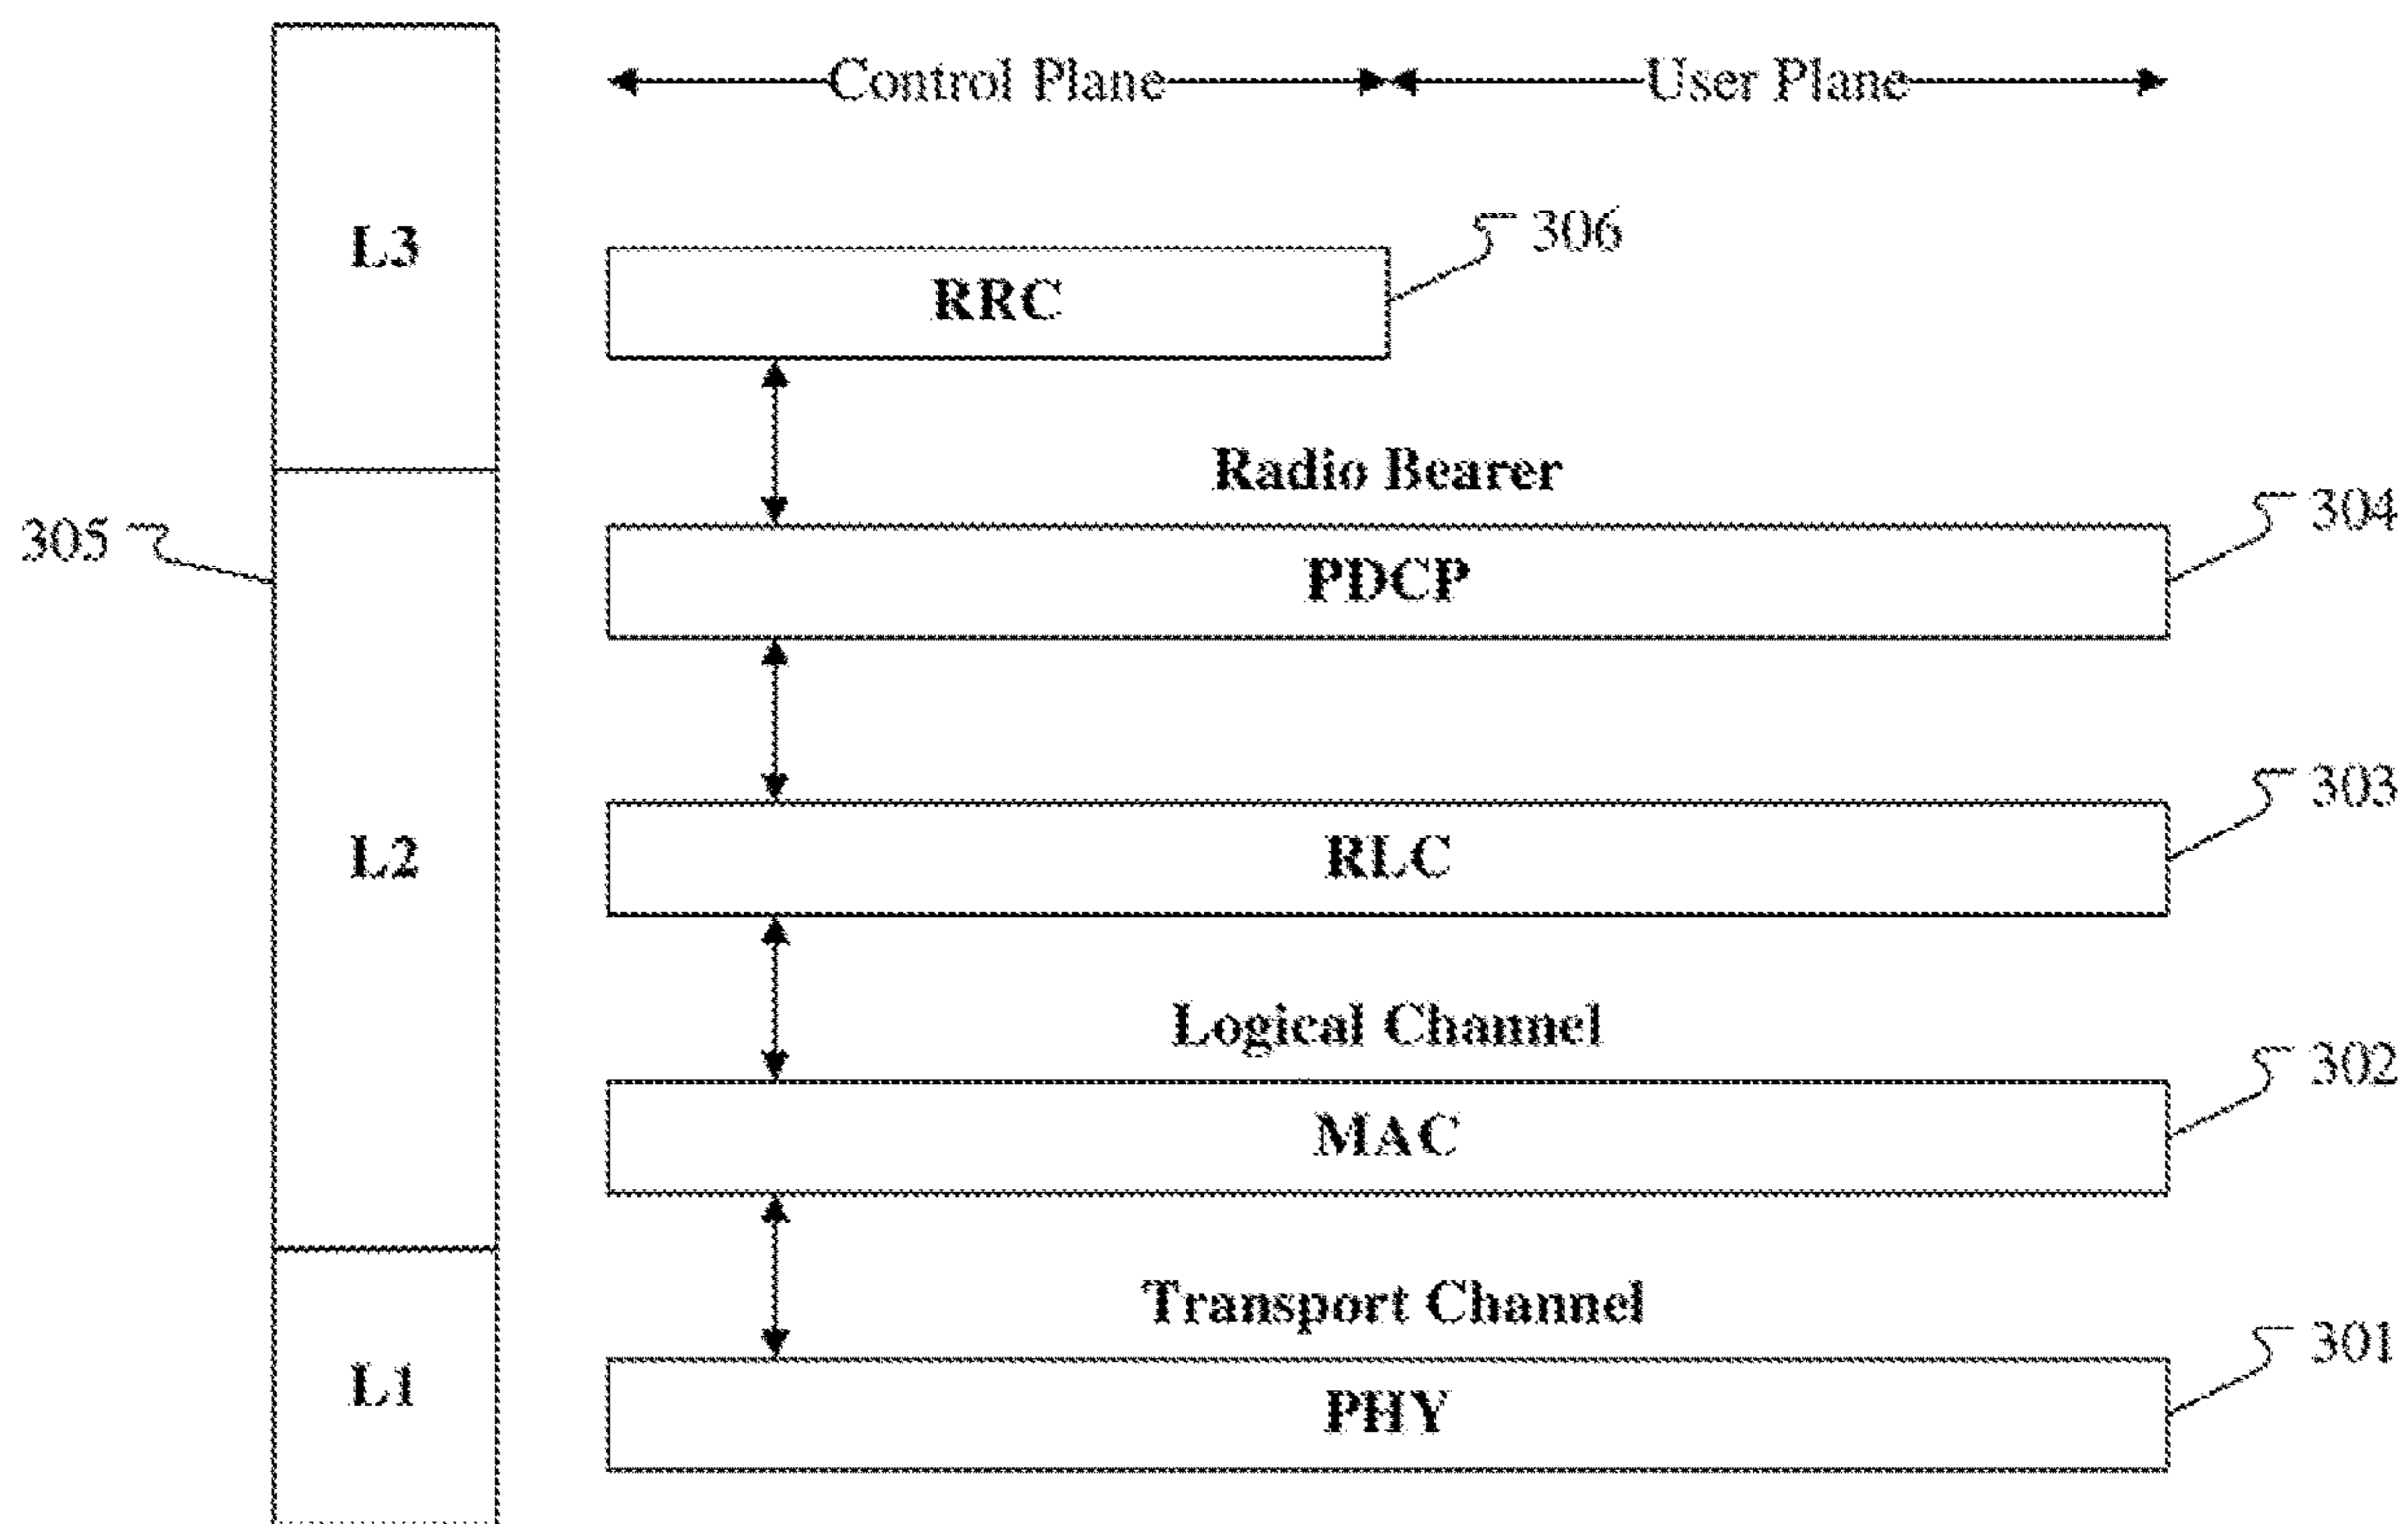 Control Plane User Plane
L3
306
RRC
Radio Bearer
304
305
PDCP
303
L2
RLC
Logical Channel
302
MAC
Transport Channel
301
L1
PHY